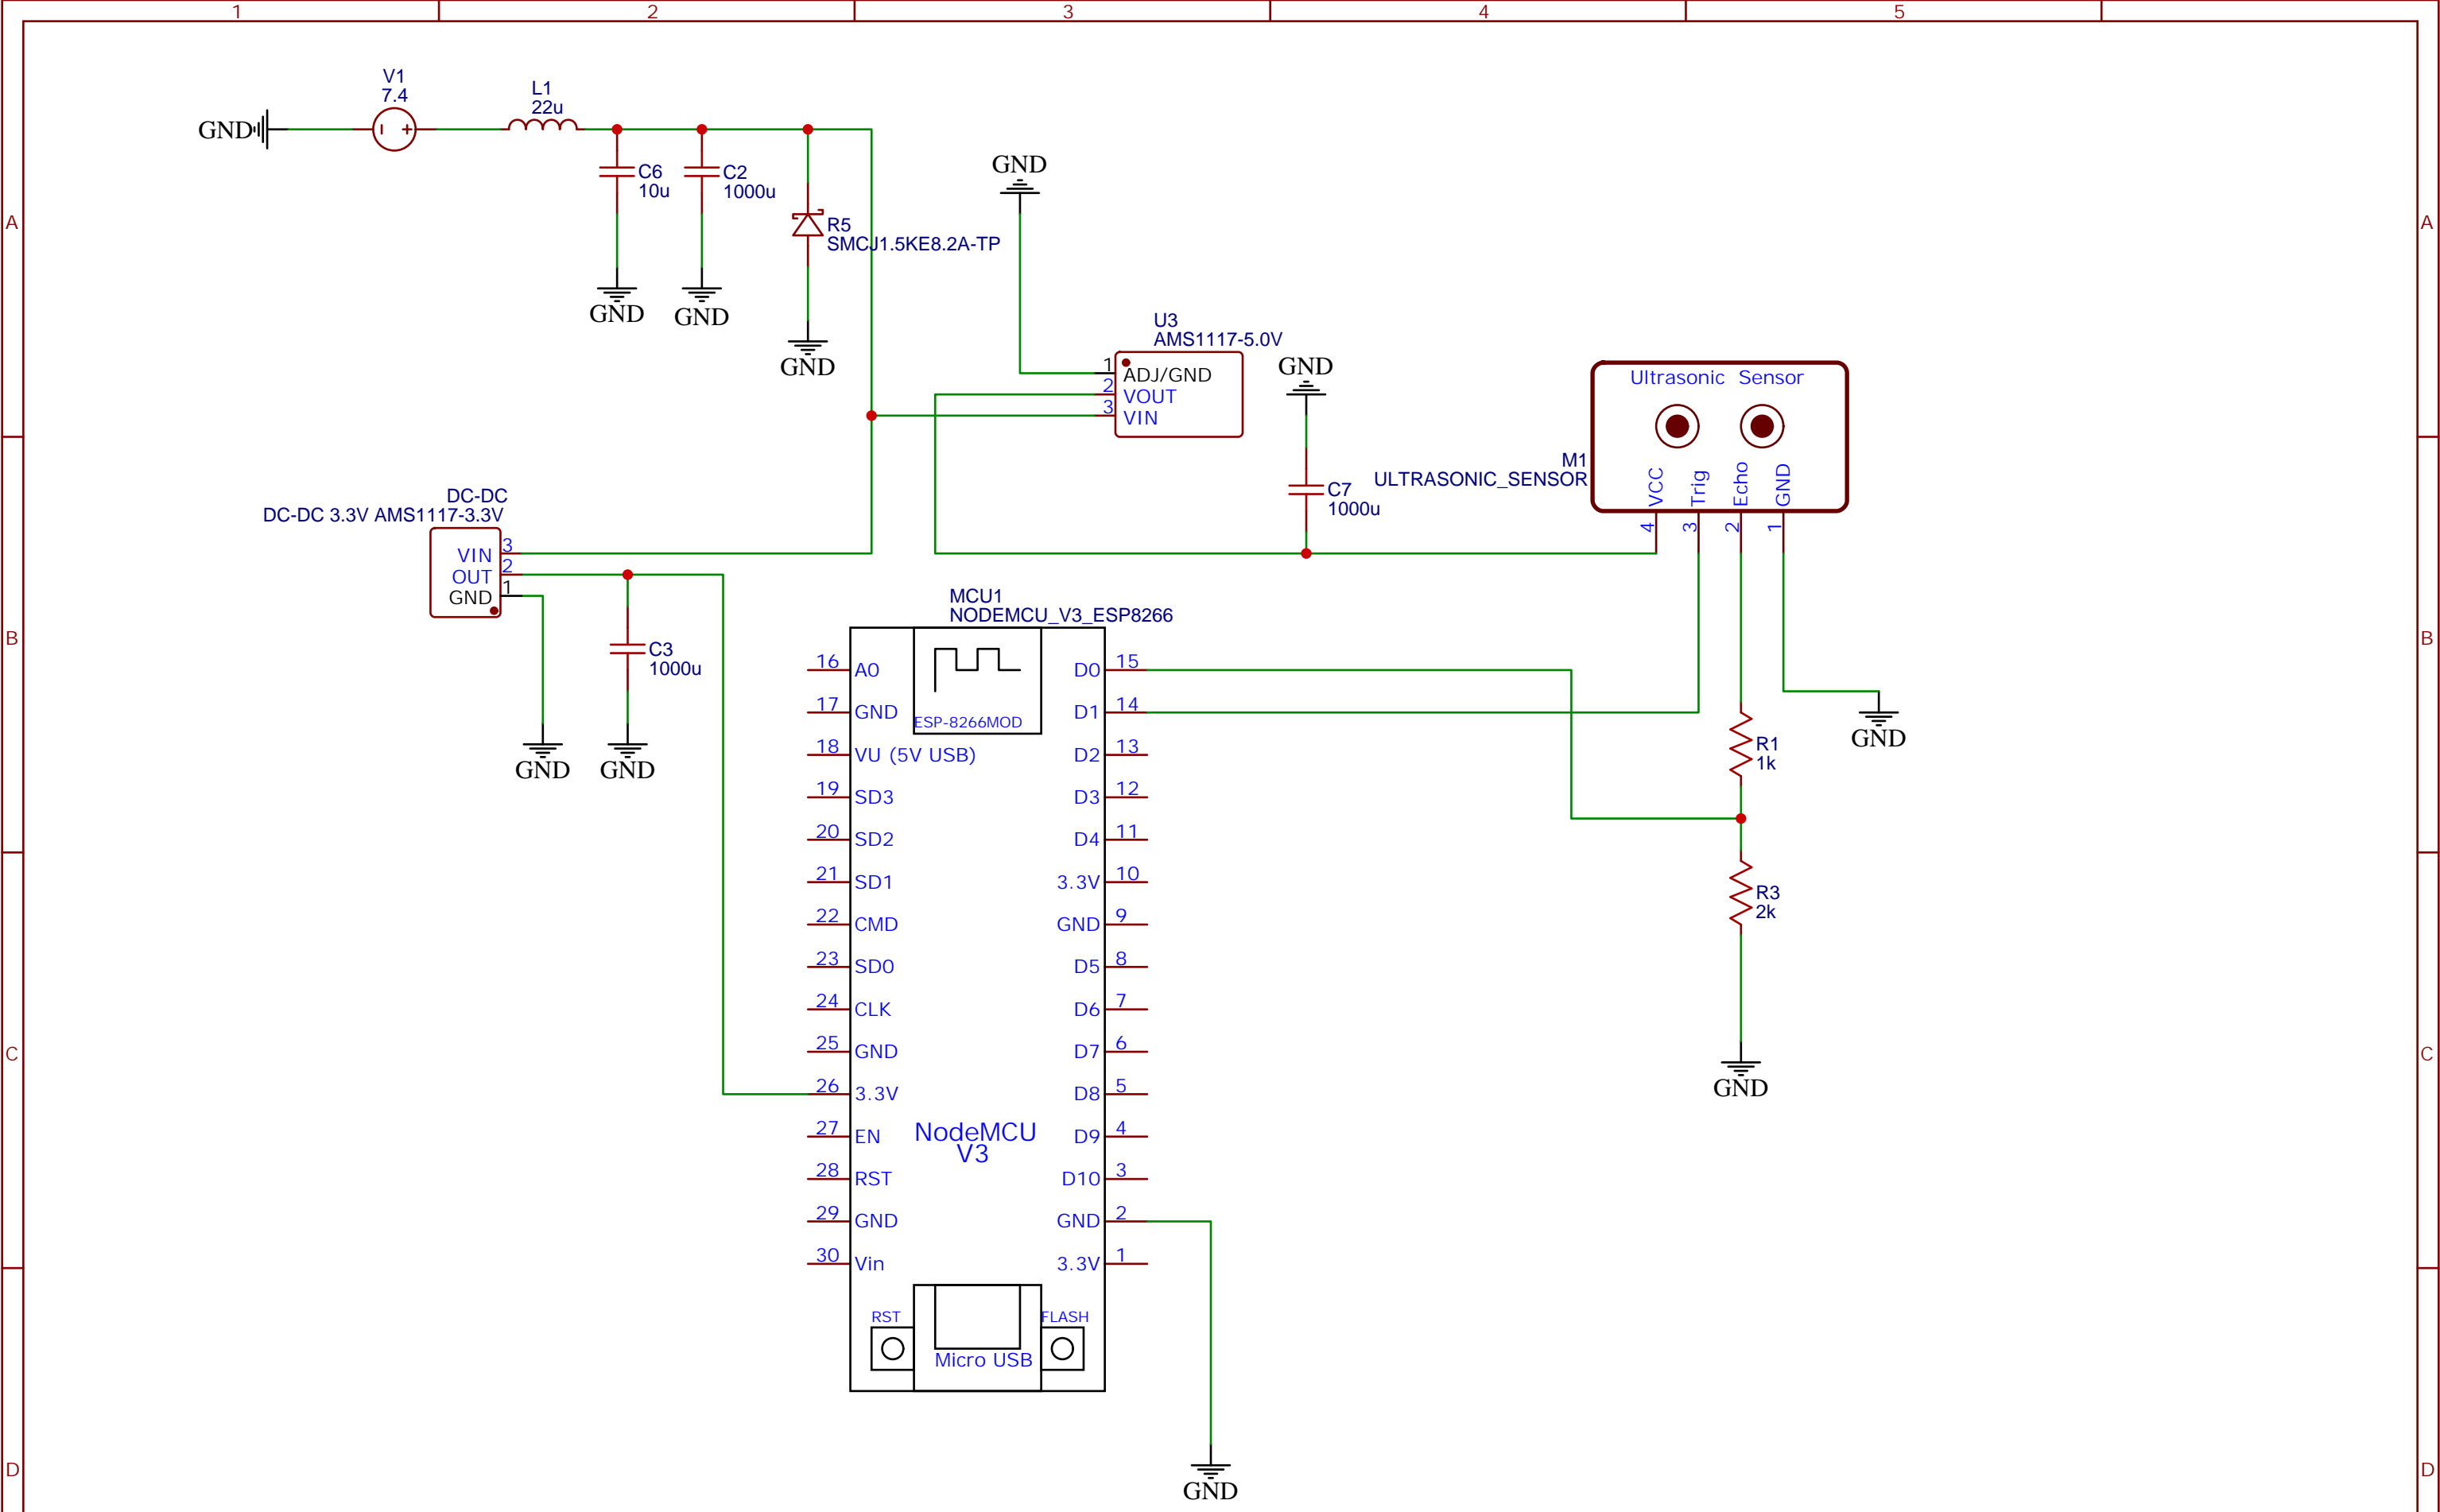 1 2 3 4 5
A A
B B
C C
D D
V1
7.4
L1
22u
GND
C6
10u
C2
1000u
R5
SMCJ1.5KE8.2A-TP
GND
GND
GND
GND
U3
AMS1117-5.0V
1 ADJ/GND
2 VOUT
3 VIN
GND
C7
1000u
Ultrasonic Sensor
M1
ULTRASONIC_SENSOR
VCC Trig Echo GND
4 3 2 1
DC-DC
DC-DC 3.3V AMS1117-3.3V
VIN 3
OUT 2
GND 1
C3
1000u
GND
GND
MCU1
NODEMCU_V3_ESP8266
ESP-8266MOD
16 A0 D0 15
17 GND D1 14
18 VU (5V USB) D2 13
19 SD3 D3 12
20 SD2 D4 11
21 SD1 3.3V 10
22 CMD GND 9
23 SD0 D5 8
24 CLK D6 7
25 GND D7 6
26 3.3V D8 5
27 EN D9 4
28 RST D10 3
29 GND GND 2
30 Vin 3.3V 1
NodeMCU
V3
RST FLASH
Micro USB
GND
R1
1k
GND
R3
2k
GND